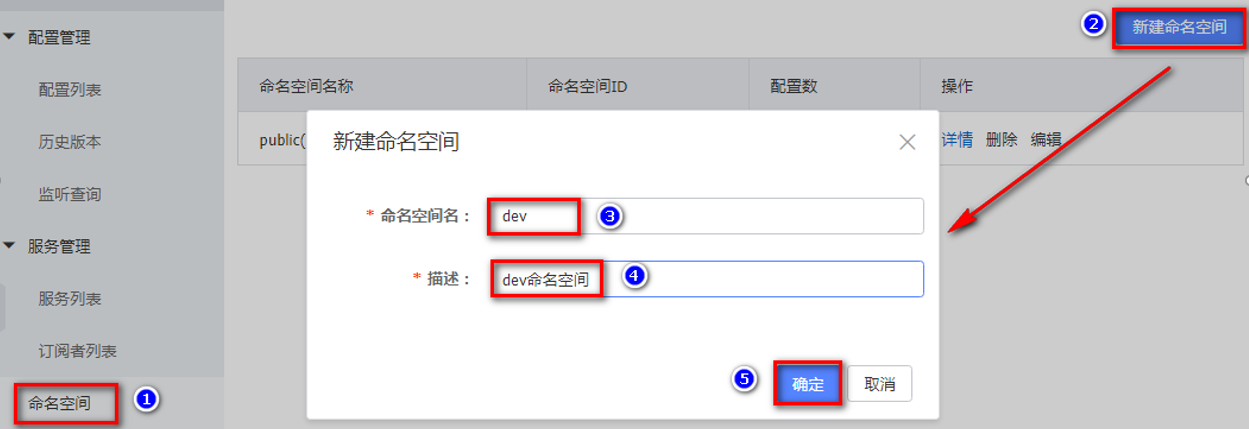 配置管理
配置列表
历史版本
监听查询
服务管理
服务列表
订阅者列表
命名空间
1
2
新建命名空间
命名空间名称 命名空间ID 配置数 操作
public( 详情 删除 编辑
新建命名空间
* 命名空间名： dev 3
* 描述： dev命名空间 4
5 确定 取消